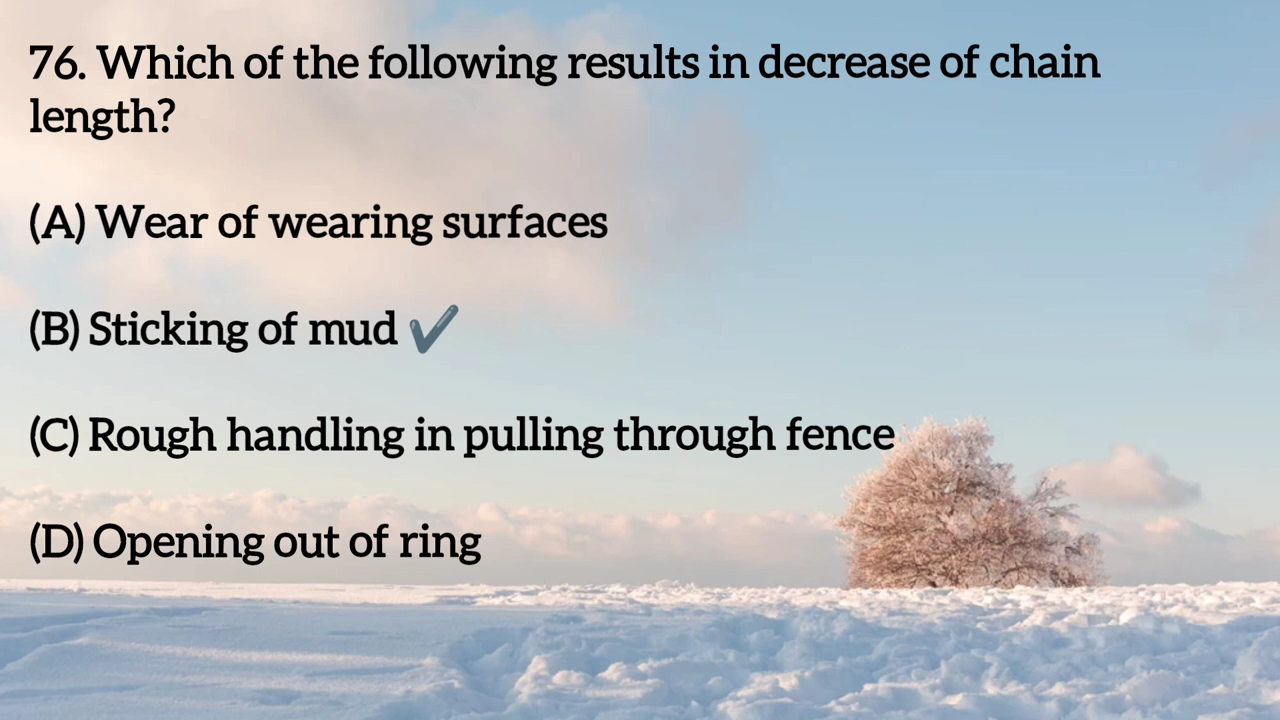 76. Which of the following results in decrease of chain
length?
(A) Wear of wearing surfaces
(B) Sticking of mud ✔
(C) Rough handling in pulling through fence
(D) Opening out of ring